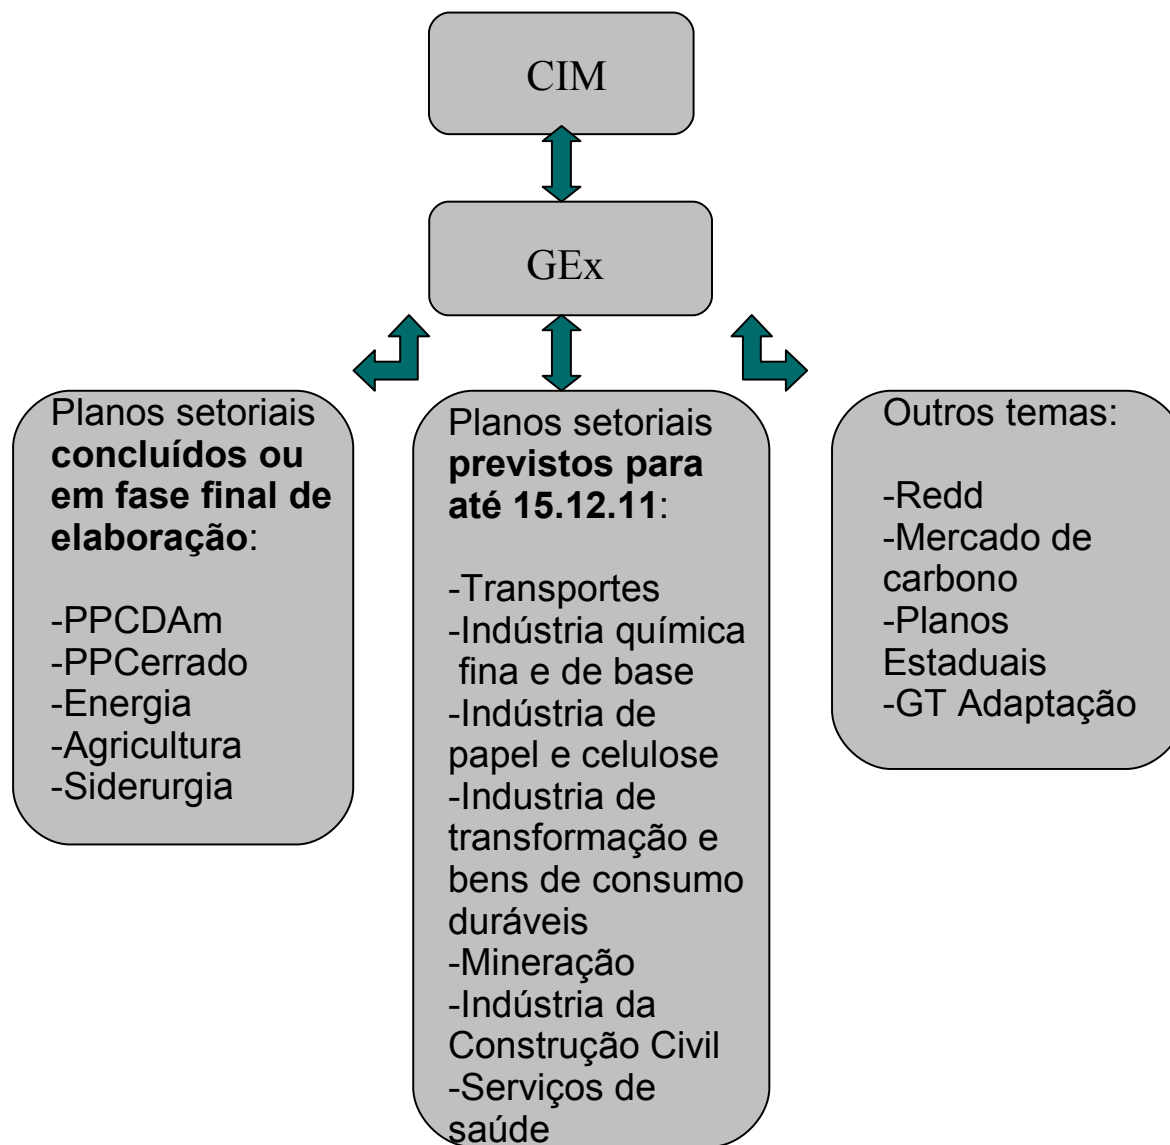 CIM
GEx
Planos setoriais
concluídos ou
em fase final de
elaboração:
-PPCDAm
-PPCerrado
-Energia
-Agricultura
-Siderurgia
Planos setoriais
previstos para
até 15.12.11:
-Transportes
-Indústria química
fina e de base
-Indústria de
papel e celulose
-Industria de
transformação e
bens de consumo
duráveis
-Mineração
-Indústria da
Construção Civil
-Serviços de
saúde
Outros temas:
-Redd
-Mercado de
carbono
-Planos
Estaduais
-GT Adaptação